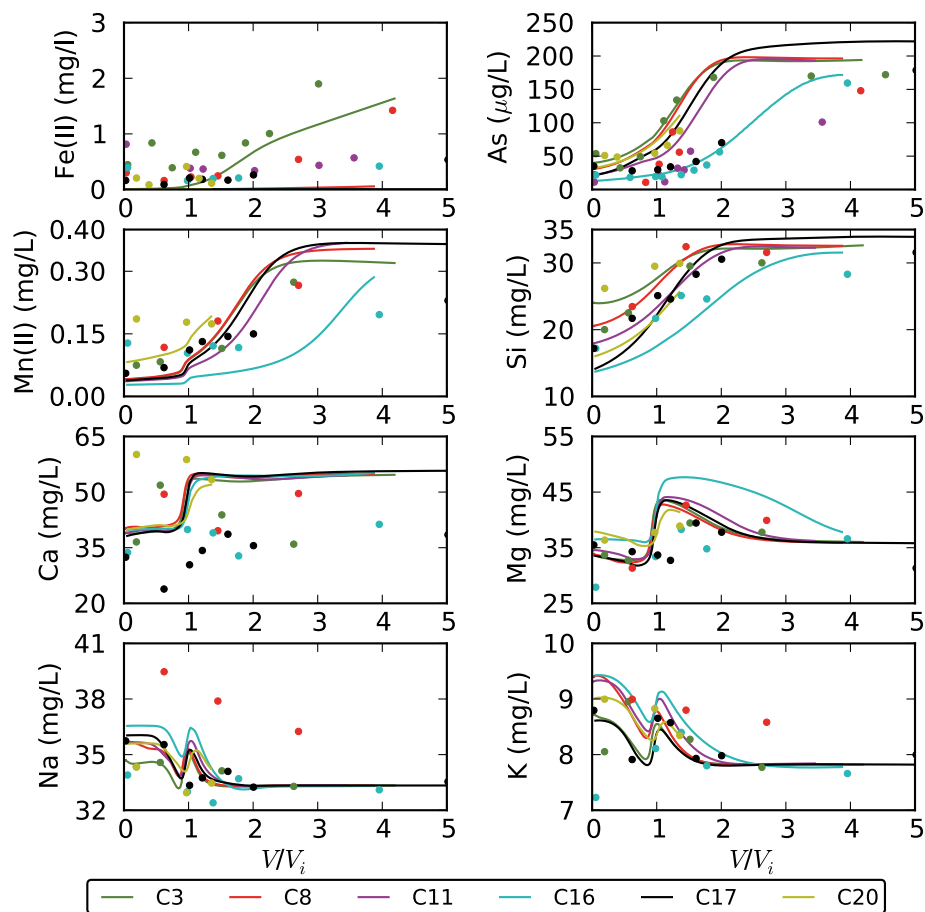 Fe(II) (mg/l)
3
2
1
0
0 1 2 3 4 5
As (μg/L)
250
200
150
100
50
0
0 1 2 3 4 5
Mn(II) (mg/L)
0.40
0.30
0.15
0.00
0 1 2 3 4 5
Si (mg/L)
35
30
20
10
0 1 2 3 4 5
Ca (mg/L)
65
50
35
20
0 1 2 3 4 5
Mg (mg/L)
55
45
35
25
0 1 2 3 4 5
Na (mg/L)
41
38
35
32
0 1 2 3 4 5
V/Vi
K (mg/L)
10
9
8
7
0 1 2 3 4 5
V/Vi
C3 C8 C11 C16 C17 C20